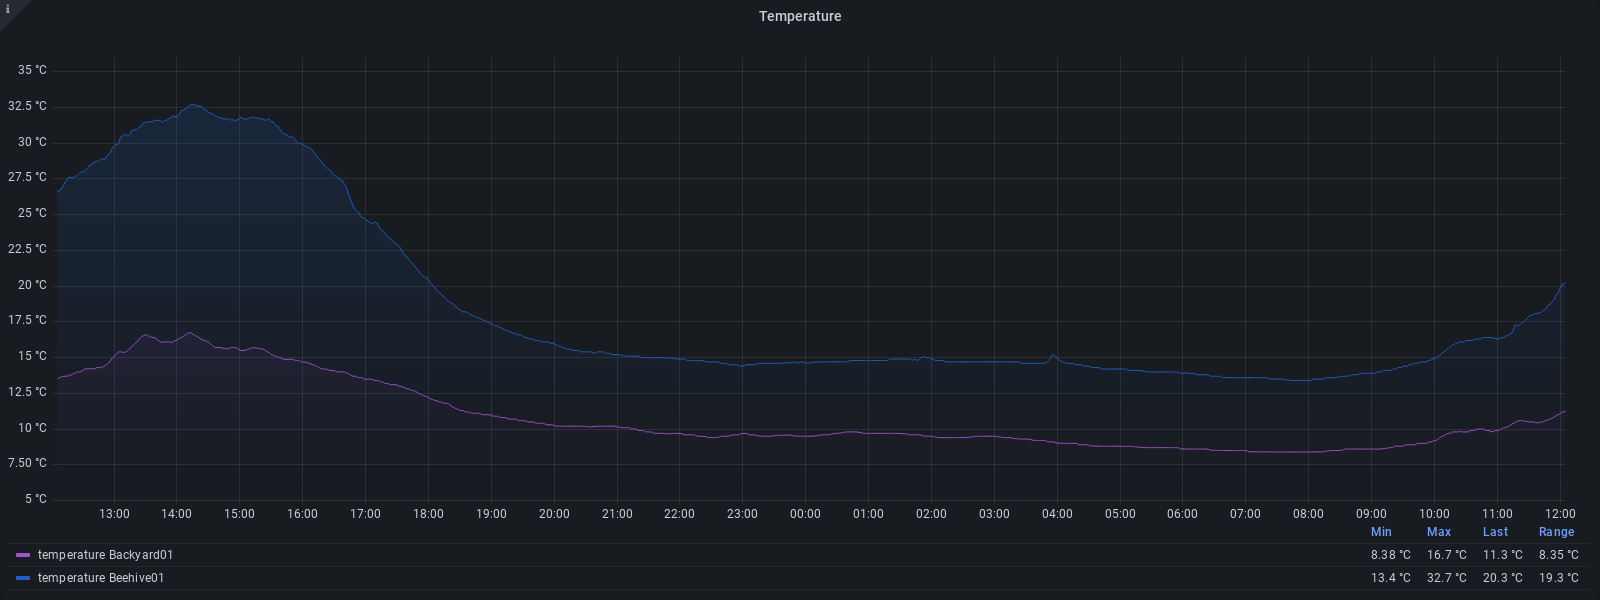 i
Temperature
35 °C
32.5 °C
30 °C
27.5 °C
25 °C
22.5 °C
20 °C
17.5 °C
15 °C
12.5 °C
10 °C
7.50 °C
5 °C
13:00 14:00 15:00 16:00 17:00 18:00 19:00 20:00 21:00 22:00 23:00 00:00 01:00 02:00 03:00 04:00 05:00 06:00 07:00 08:00 09:00 10:00 11:00 12:00
Min Max Last Range
temperature Backyard01 8.38 °C 16.7 °C 11.3 °C 8.35 °C
temperature Beehive01 13.4 °C 32.7 °C 20.3 °C 19.3 °C